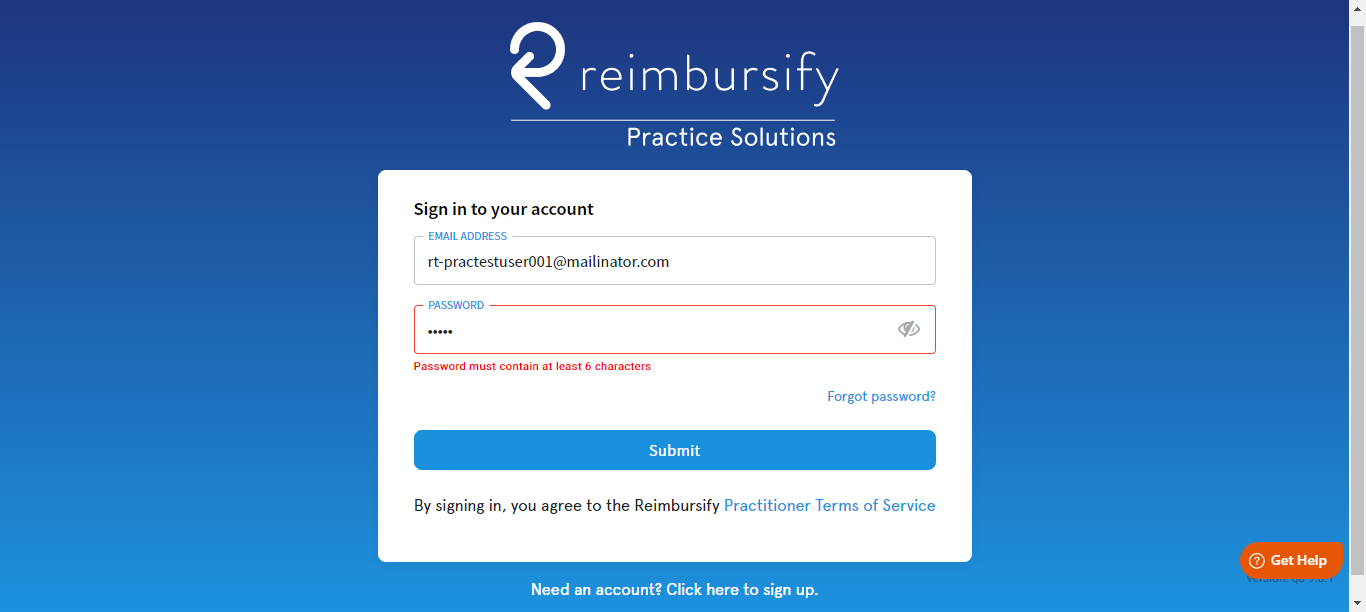 reimbursify
Practice Solutions
Sign in to your account
EMAIL ADDRESS
rt-practestuser001@mailinator.com
PASSWORD
•••••
Password must contain at least 6 characters
Forgot password?
Submit
By signing in, you agree to the Reimbursify Practitioner Terms of Service
Get Help
Need an account? Click here to sign up.